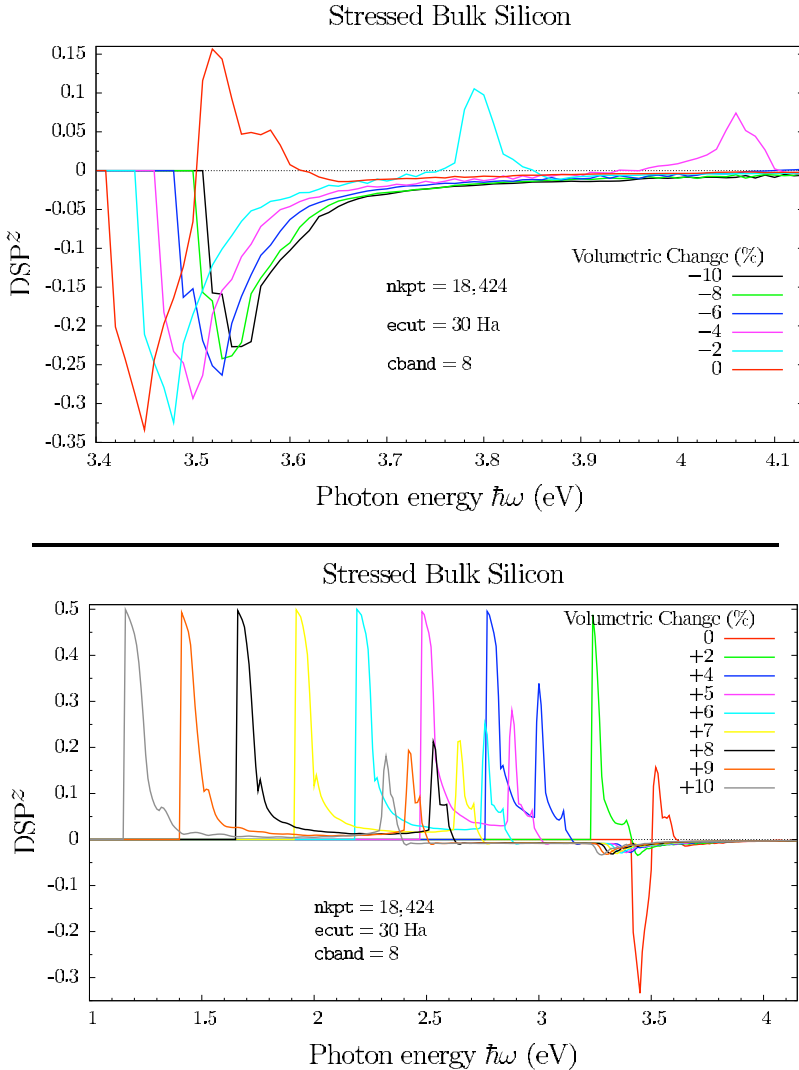 Stressed Bulk Silicon
0.15
0.1
0.05
0
-0.05
-0.1
-0.15
-0.2
-0.25
-0.3
-0.35
DSPᶻ
nkpt = 18,424
ecut = 30 Ha
cband = 8
Volumetric Change (%)
−10
−8
−6
−4
−2
0
3.4 3.5 3.6 3.7 3.8 3.9 4 4.1
Photon energy ℏω (eV)
Stressed Bulk Silicon
0.5
0.4
0.3
0.2
0.1
0
-0.1
-0.2
-0.3
DSPᶻ
Volumetric Change (%)
0
+2
+4
+5
+6
+7
+8
+9
+10
nkpt = 18,424
ecut = 30 Ha
cband = 8
1 1.5 2 2.5 3 3.5 4
Photon energy ℏω (eV)